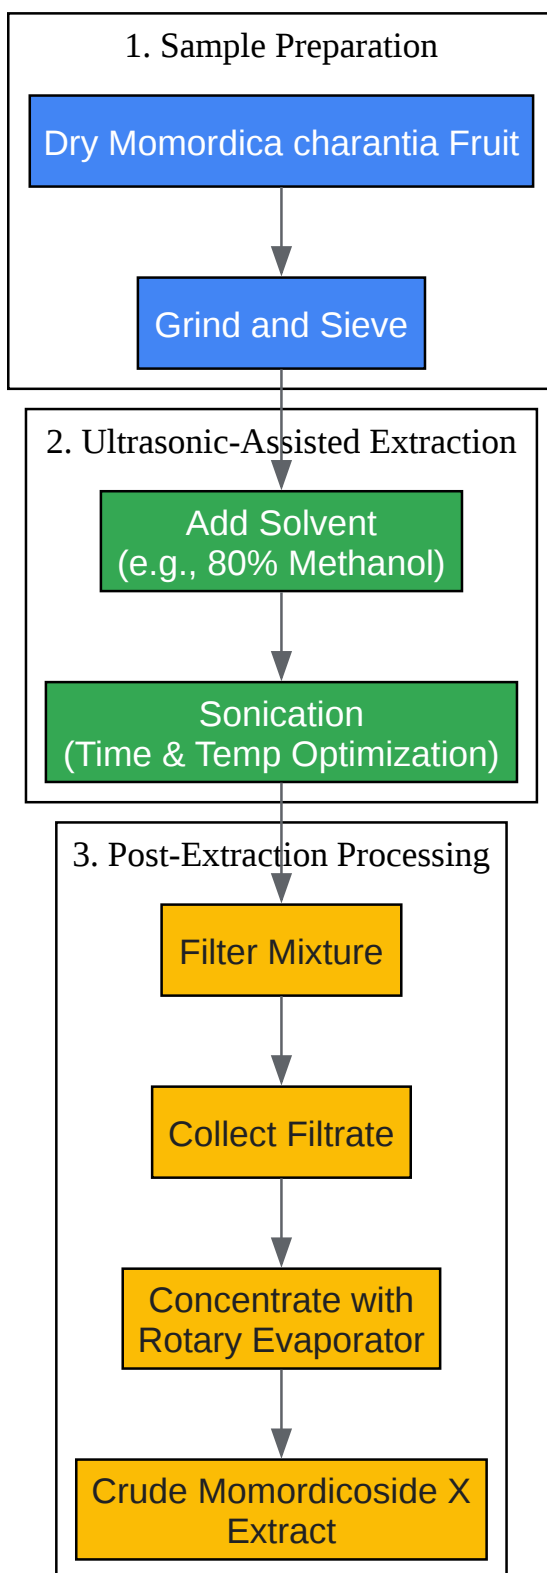 1. Sample Preparation
Dry Momordica charantia Fruit
Grind and Sieve
2. Ultrasonic-Assisted Extraction
Add Solvent
(e.g., 80% Methanol)
Sonication
(Time & Temp Optimization)
3. Post-Extraction Processing
Filter Mixture
Collect Filtrate
Concentrate with
Rotary Evaporator
Crude Momordicoside X
Extract